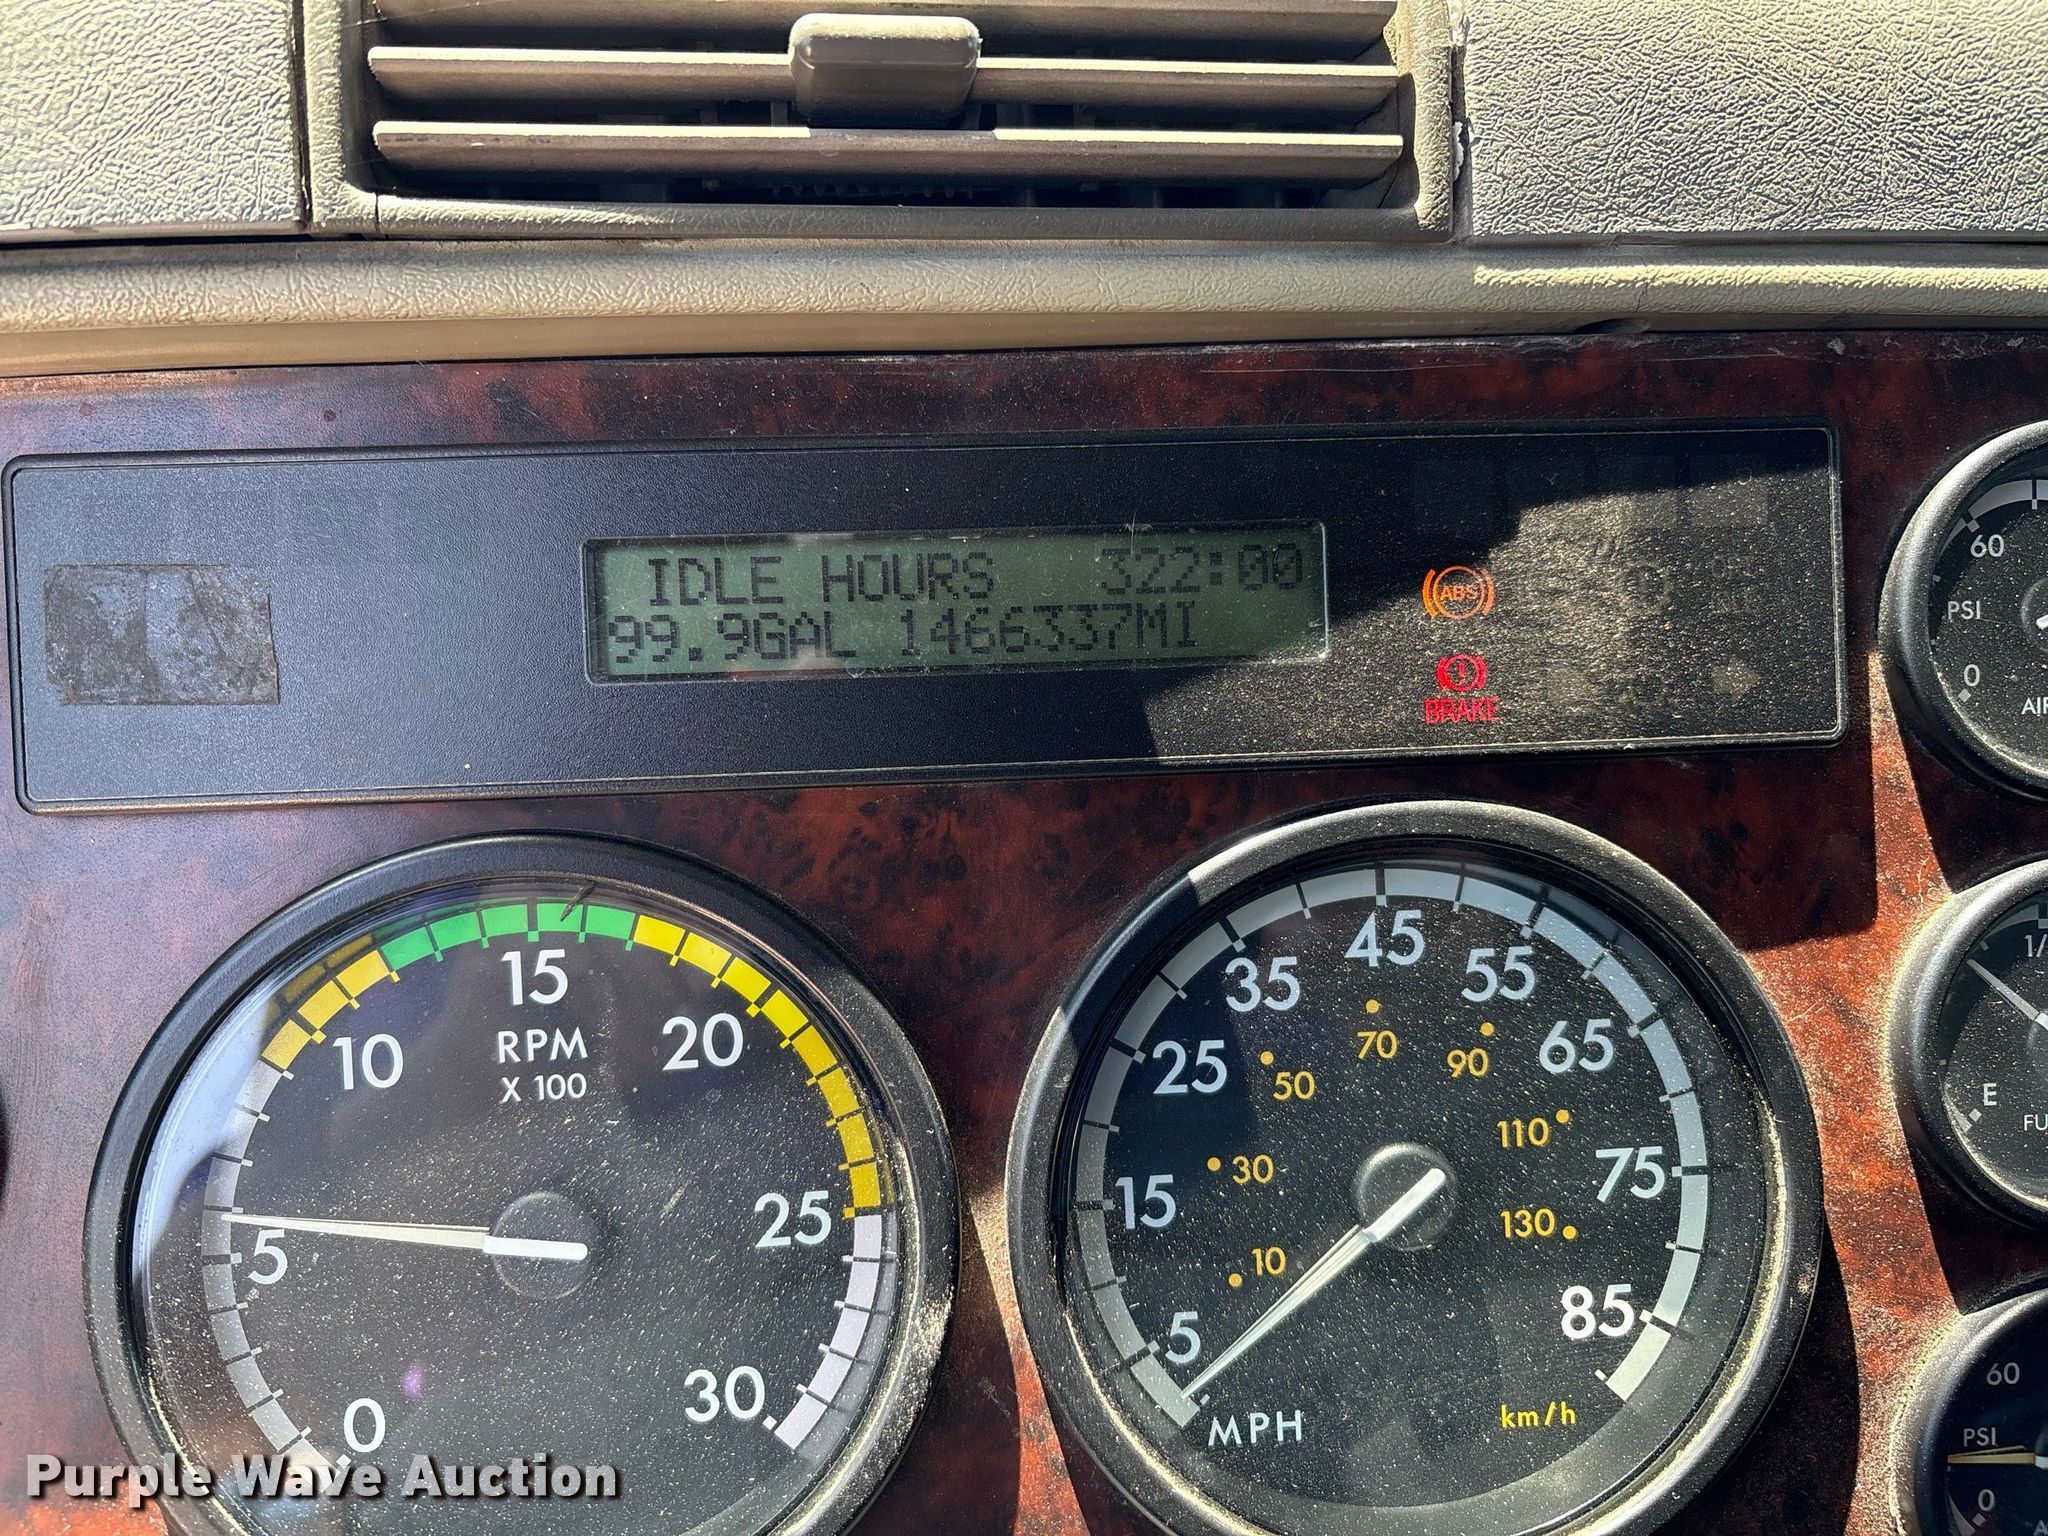 IDLE HOURS 322:00
99.9GAL 1466337MI
ABS
BRAKE
60
PSI
0
AIR
0
5
10
15
20
25
30
RPM
X 100
5
15
25
35
45
55
65
75
85
10
30
50
70
90
110
130
MPH
km/h
E
60
PSI
0
Purple Wave Auction